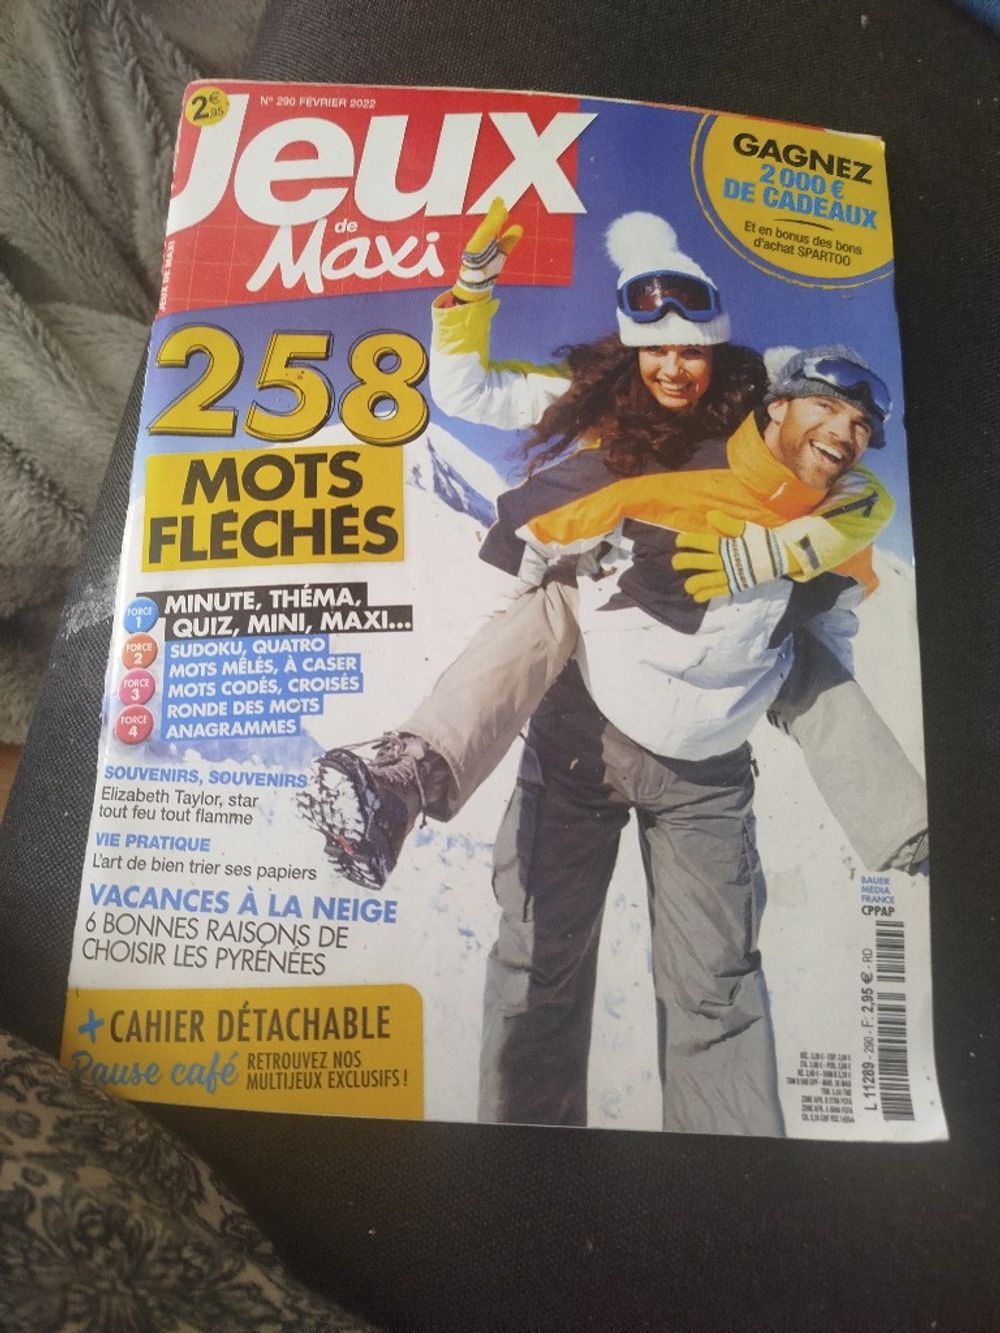 2€,95
N° 290 FÉVRIER 2022
Jeux
de
Maxi
JEUX DE MAXI
GAGNEZ
2 000 €
DE CADEAUX
Et en bonus des bons
d'achat SPARTOO
258
MOTS
FLÉCHÉS
FORCE
1
FORCE
2
FORCE
3
FORCE
4
MINUTE, THÉMA,
QUIZ, MINI, MAXI...
SUDOKU, QUATRO
MOTS MÊLÉS, À CASER
MOTS CODÉS, CROISÉS
RONDE DES MOTS
ANAGRAMMES
SOUVENIRS, SOUVENIRS
Elizabeth Taylor, star
tout feu tout flamme
VIE PRATIQUE
L'art de bien trier ses papiers
VACANCES À LA NEIGE
6 BONNES RAISONS DE
CHOISIR LES PYRÉNÉES
+ CAHIER DÉTACHABLE
Pause café
RETROUVEZ NOS
MULTIJEUX EXCLUSIFS !
BAUER
MEDIA
FRANCE
CPPAP
L 11289 - 290 - F: 2,95 € - RD